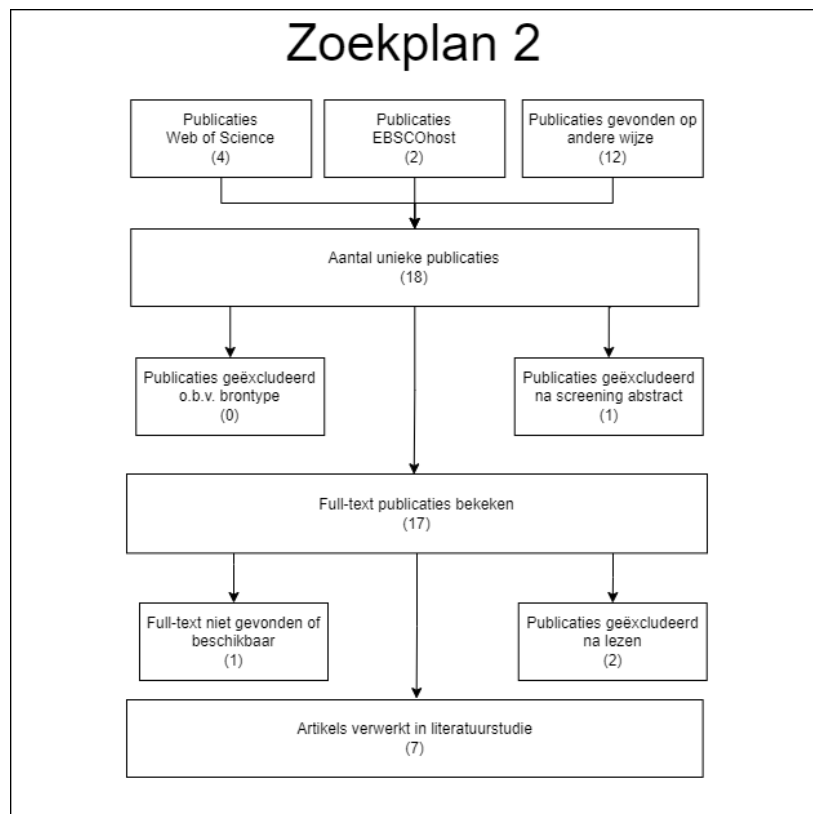 Zoekplan 2
Publicaties
Web of Science
(4)
Publicaties
EBSCOhost
(2)
Publicaties gevonden op
andere wijze
(12)
Aantal unieke publicaties
(18)
Publicaties geëxcludeerd
o.b.v. brontype
(0)
Publicaties geëxcludeerd
na screening abstract
(1)
Full-text publicaties bekeken
(17)
Full-text niet gevonden of
beschikbaar
(1)
Publicaties geëxcludeerd
na lezen
(2)
Artikels verwerkt in literatuurstudie
(7)